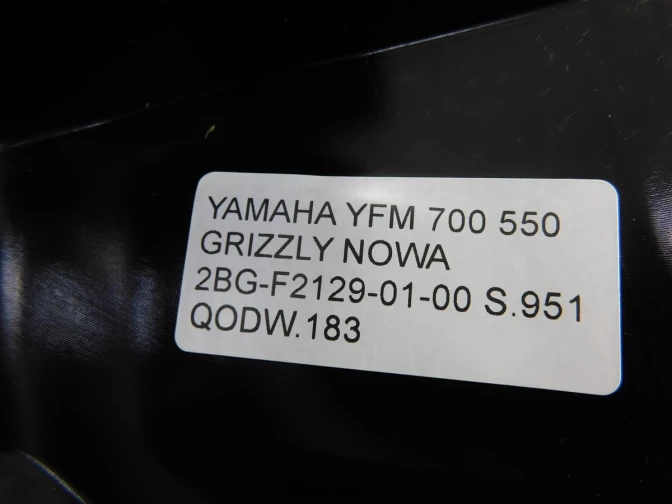 YAMAHA YFM 700 550
GRIZZLY NOWA
2BG-F2129-01-00 S.951
QODW.183